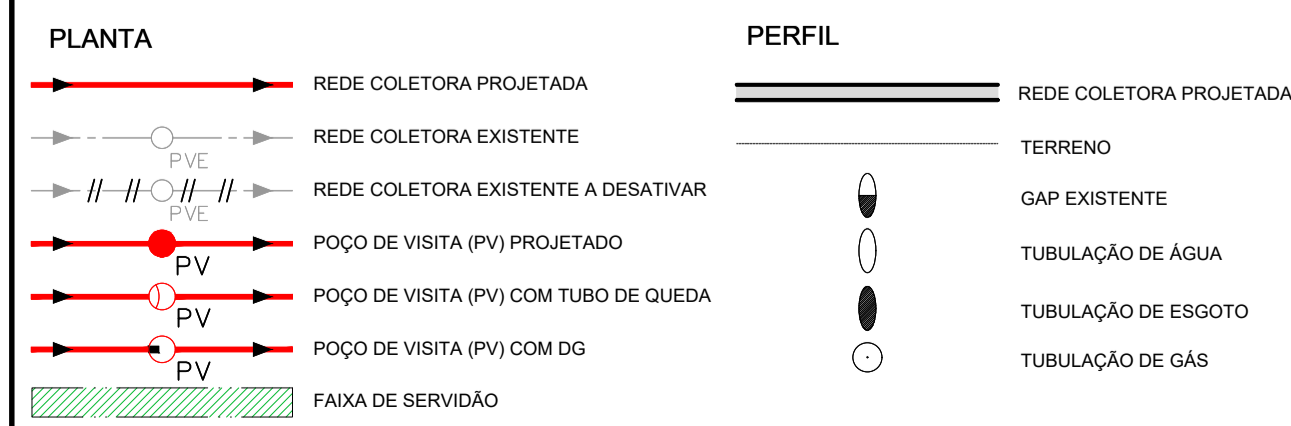 PLANTA
REDE COLETORA PROJETADA
REDE COLETORA EXISTENTE
PVE
REDE COLETORA EXISTENTE A DESATIVAR
PVE
POÇO DE VISITA (PV) PROJETADO
PV
POÇO DE VISITA (PV) COM TUBO DE QUEDA
PV
POÇO DE VISITA (PV) COM DG
PV
FAIXA DE SERVIDÃO
PERFIL
REDE COLETORA PROJETADA
TERRENO
GAP EXISTENTE
TUBULAÇÃO DE ÁGUA
TUBULAÇÃO DE ESGOTO
TUBULAÇÃO DE GÁS